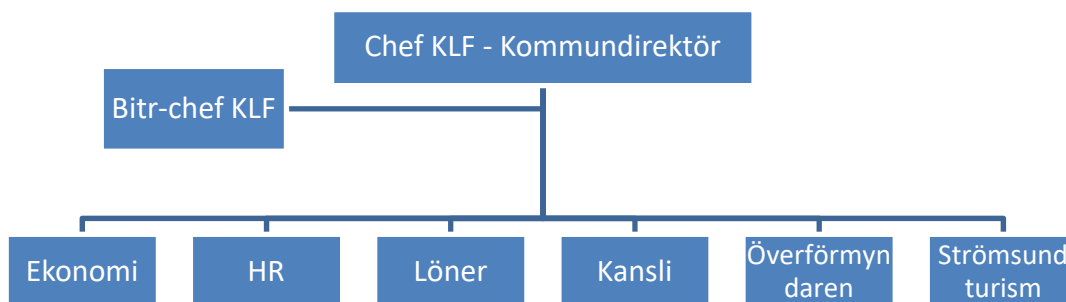 Chef KLF - Kommundirektör
Bitr-chef KLF
Ekonomi
HR
Löner
Kansli
Överförmyn
daren
Strömsund
turism